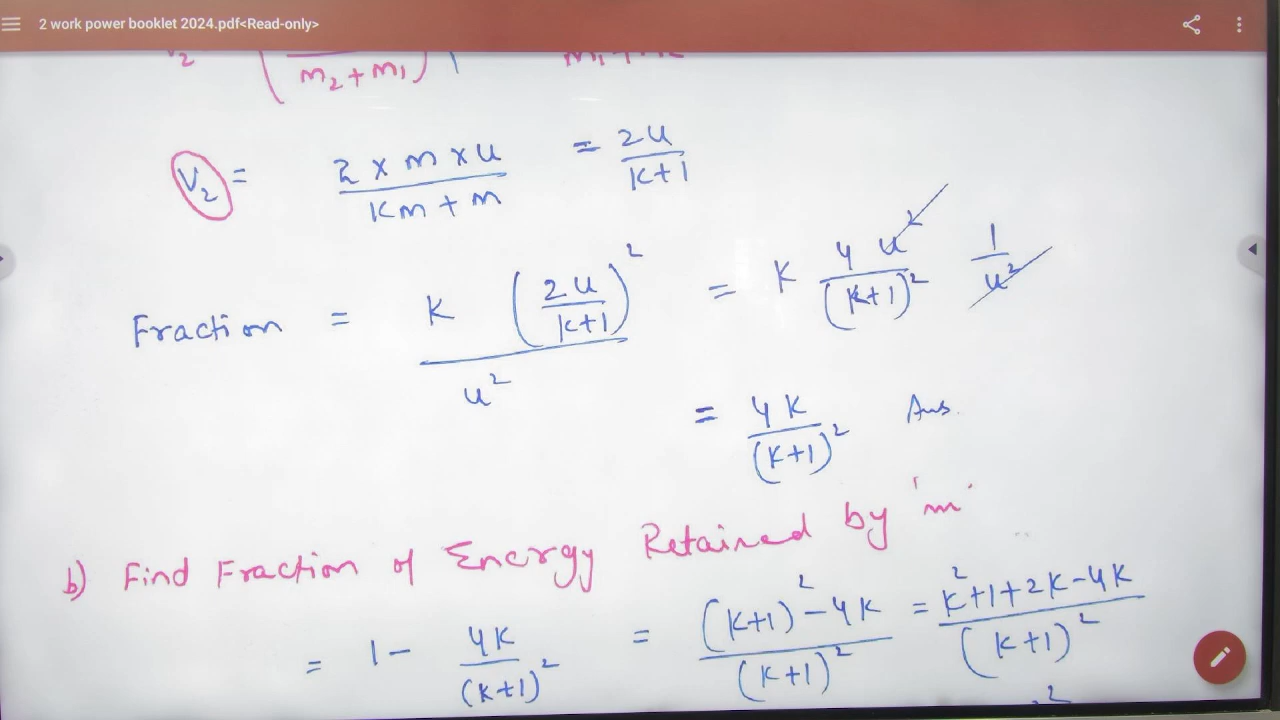 2 work power booklet 2024.pdf<Read-only>
m₂+m₁
V₂ = 2 × m × u / km + m = 2u / k+1
Fraction = k (2u / k+1)² / u² = k 4u² / (k+1)² 1 / u²
= 4k / (k+1)² Ans.
b) Find Fraction of Energy Retained by 'm'
= 1 - 4k / (k+1)² = (k+1)² - 4k / (k+1)² = k²+1+2k-4k / (k+1)²